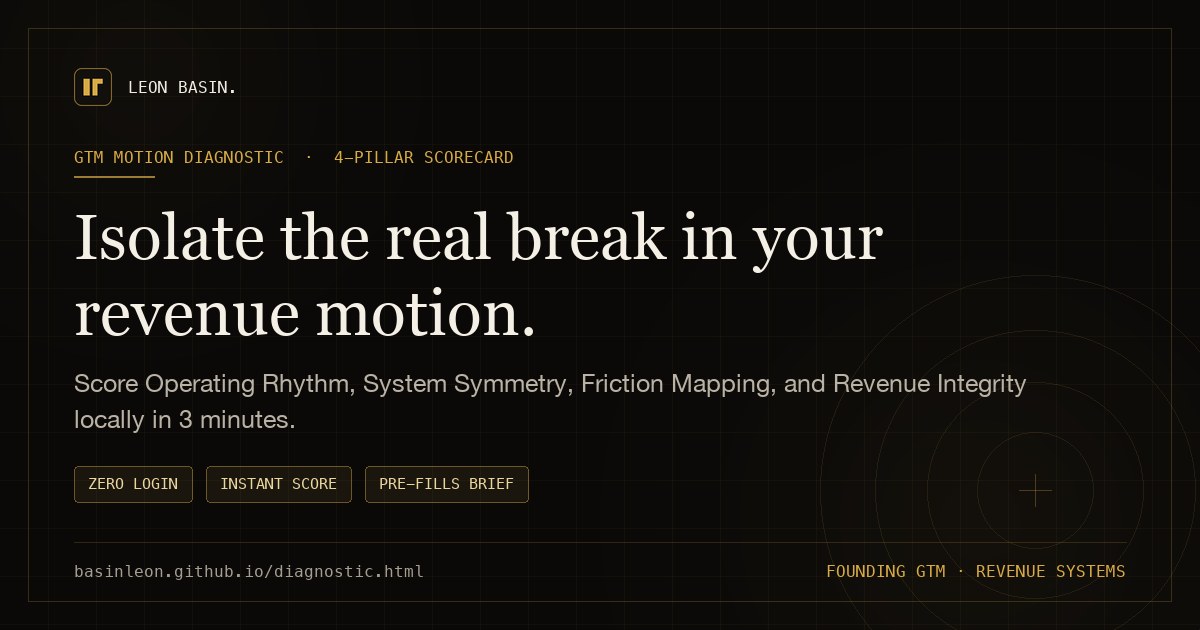 LEON BASIN.
GTM MOTION DIAGNOSTIC · 4–PILLAR SCORECARD
Isolate the real break in your
revenue motion.
Score Operating Rhythm, System Symmetry, Friction Mapping, and Revenue Integrity
locally in 3 minutes.
ZERO LOGIN INSTANT SCORE PRE–FILLS BRIEF
basinleon.github.io/diagnostic.html FOUNDING GTM · REVENUE SYSTEMS